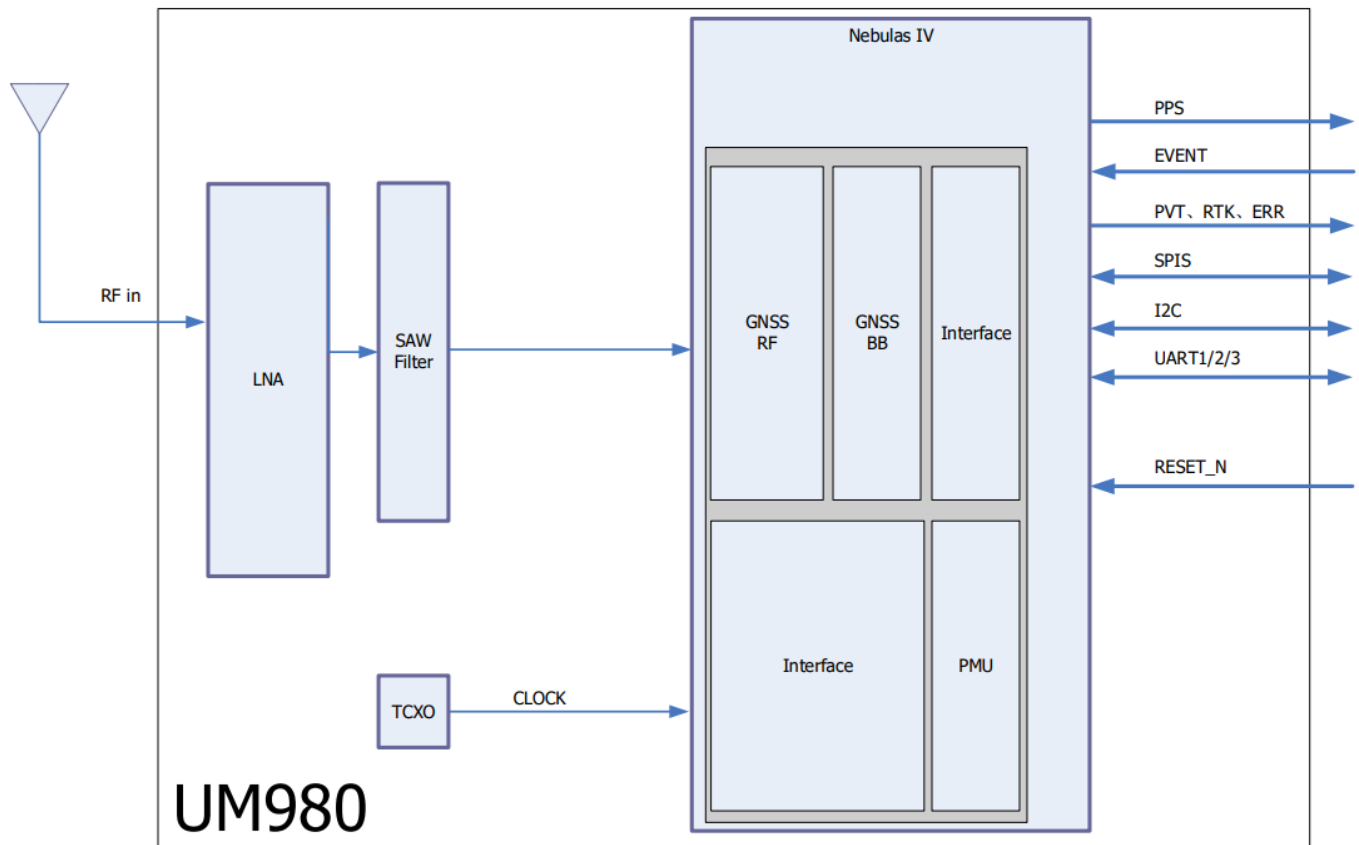 Nebulas IV
PPS
EVENT
PVT、RTK、ERR
SPIS
I2C
UART1/2/3
RESET_N
RF in
LNA
SAW
Filter
GNSS
RF
GNSS
BB
Interface
Interface
PMU
TCXO
CLOCK
UM980